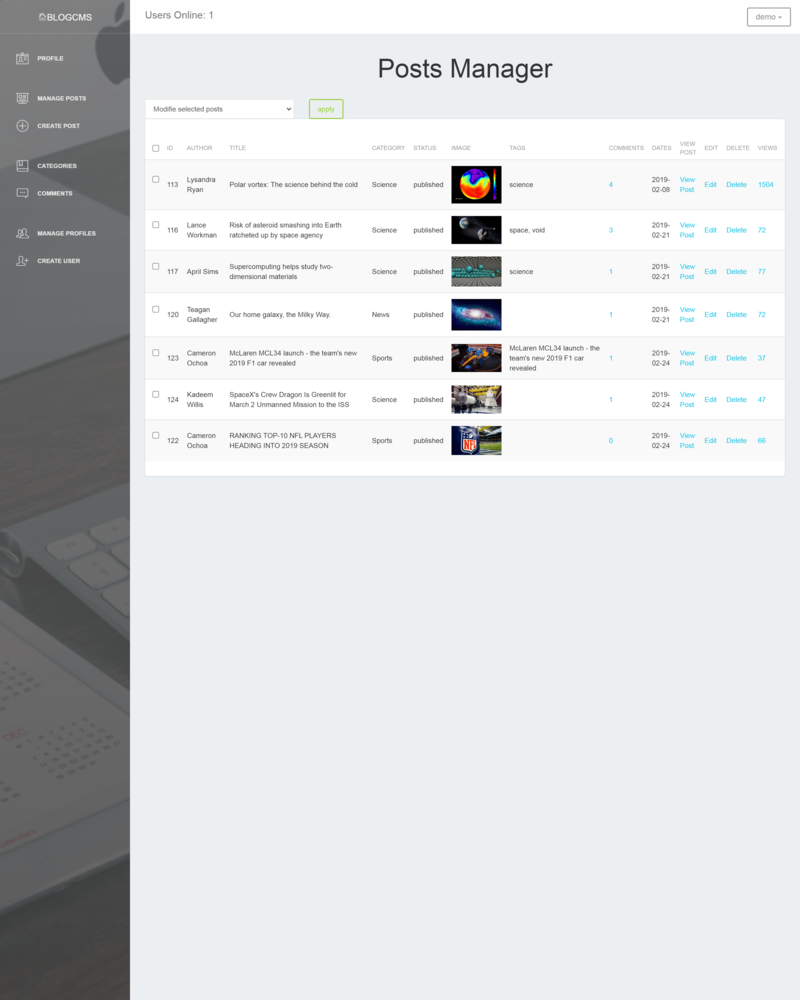 BLOGCMS
Users Online: 1
demo
PROFILE
MANAGE POSTS
CREATE POST
CATEGORIES
COMMENTS
MANAGE PROFILES
CREATE USER
Posts Manager
Modifie selected posts
apply
ID AUTHOR TITLE CATEGORY STATUS IMAGE TAGS COMMENTS DATES VIEW POST EDIT DELETE VIEWS
113 Lysandra Ryan Polar vortex: The science behind the cold Science published science 4 2019-02-08 View Post Edit Delete 1504
116 Lance Workman Risk of asteroid smashing into Earth ratcheted up by space agency Science published space, void 3 2019-02-21 View Post Edit Delete 72
117 April Sims Supercomputing helps study two-dimensional materials Science published science 1 2019-02-21 View Post Edit Delete 77
120 Teagan Gallagher Our home galaxy, the Milky Way. News published 1 2019-02-21 View Post Edit Delete 72
123 Cameron Ochoa McLaren MCL34 launch - the team's new 2019 F1 car revealed Sports published McLaren MCL34 launch - the team's new 2019 F1 car revealed 1 2019-02-24 View Post Edit Delete 37
124 Kadeem Willis SpaceX's Crew Dragon Is Greenlit for March 2 Unmanned Mission to the ISS Science published 1 2019-02-24 View Post Edit Delete 47
122 Cameron Ochoa RANKING TOP-10 NFL PLAYERS HEADING INTO 2019 SEASON Sports published NFL 0 2019-02-24 View Post Edit Delete 66
DEC